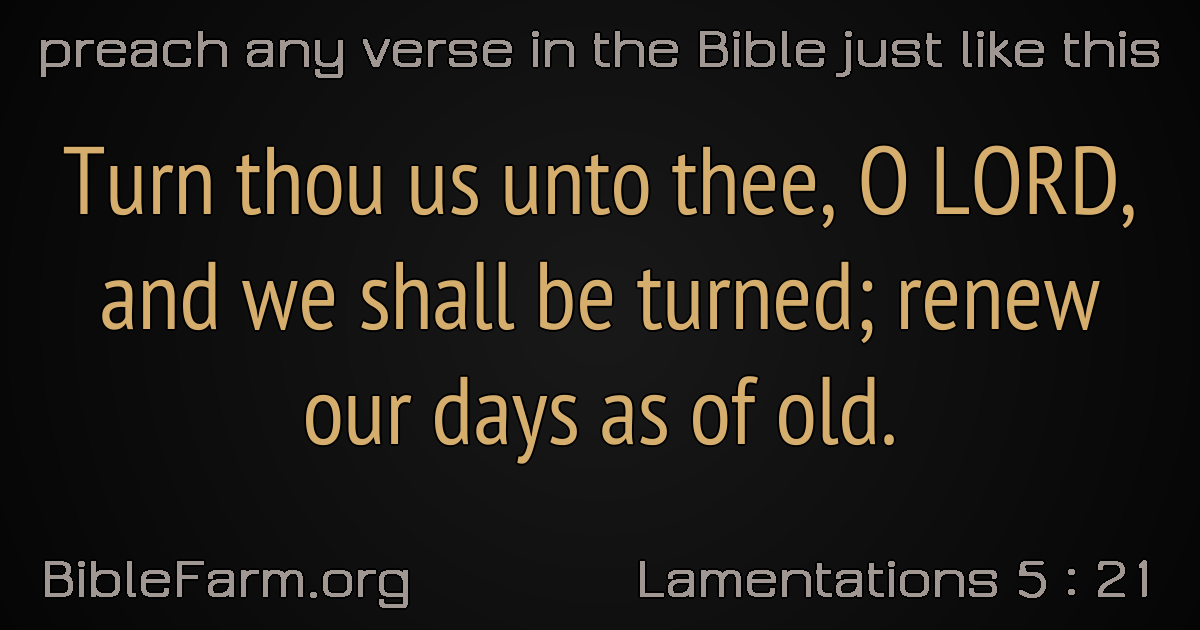 preach any verse in the Bible just like this
Turn thou us unto thee, O LORD,
and we shall be turned; renew
our days as of old.
BibleFarm.org
Lamentations 5 : 21